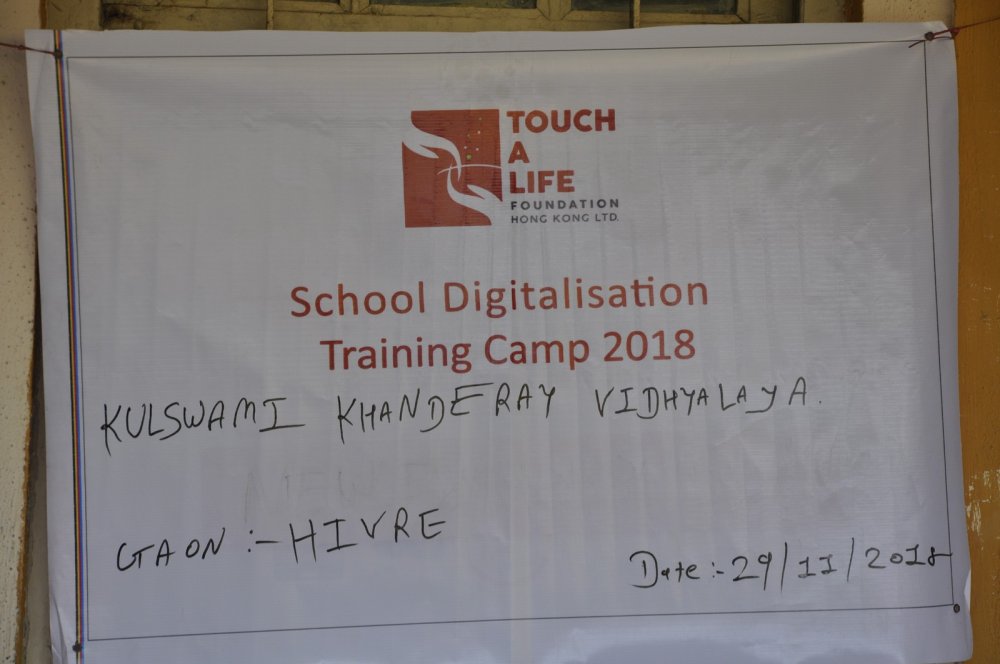 TOUCH
A
LIFE
FOUNDATION
HONG KONG LTD.
School Digitalisation
Training Camp 2018
KULSWAMI KHANDERAY VIDHYALAYA.
GAON :- HIVRE
Date :- 29/11/2018